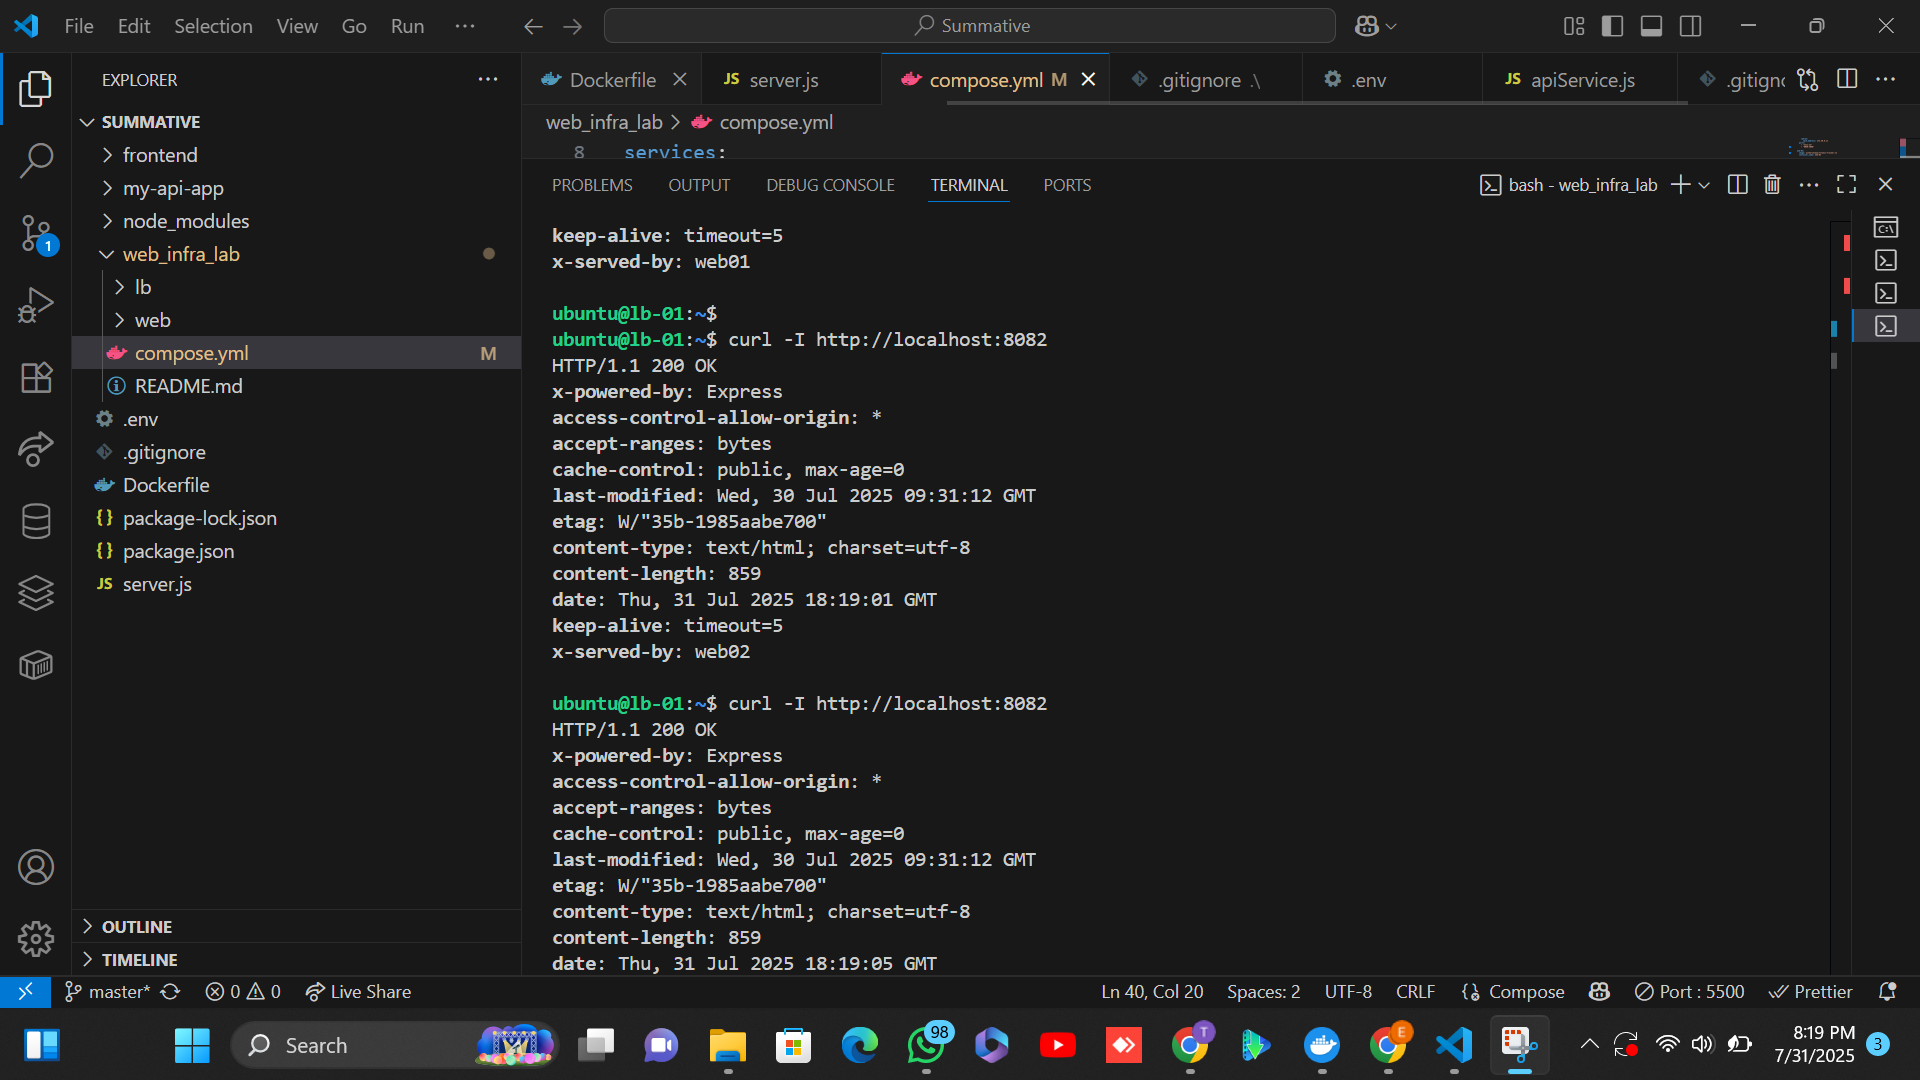 File Edit Selection View Go Run ··· Summative
EXPLORER ···
SUMMATIVE
frontend
my-api-app
node_modules
web_infra_lab
lb
web
compose.yml M
README.md
.env
.gitignore
Dockerfile
{} package-lock.json
{} package.json
JS server.js
OUTLINE
TIMELINE
1
Dockerfile JS server.js compose.yml M .gitignore .\ .env JS apiService.js .gitignc ···
web_infra_lab > compose.yml
8 services:
PROBLEMS OUTPUT DEBUG CONSOLE TERMINAL PORTS bash - web_infra_lab ···
keep-alive: timeout=5
x-served-by: web01
ubuntu@lb-01:~$
ubuntu@lb-01:~$ curl -I http://localhost:8082
HTTP/1.1 200 OK
x-powered-by: Express
access-control-allow-origin: *
accept-ranges: bytes
cache-control: public, max-age=0
last-modified: Wed, 30 Jul 2025 09:31:12 GMT
etag: W/"35b-1985aabe700"
content-type: text/html; charset=utf-8
content-length: 859
date: Thu, 31 Jul 2025 18:19:01 GMT
keep-alive: timeout=5
x-served-by: web02
ubuntu@lb-01:~$ curl -I http://localhost:8082
HTTP/1.1 200 OK
x-powered-by: Express
access-control-allow-origin: *
accept-ranges: bytes
cache-control: public, max-age=0
last-modified: Wed, 30 Jul 2025 09:31:12 GMT
etag: W/"35b-1985aabe700"
content-type: text/html; charset=utf-8
content-length: 859
date: Thu, 31 Jul 2025 18:19:05 GMT
master* 0 0 Live Share Ln 40, Col 20 Spaces: 2 UTF-8 CRLF Compose Port : 5500 Prettier
Search 98 T E 8:19 PM
7/31/2025 3